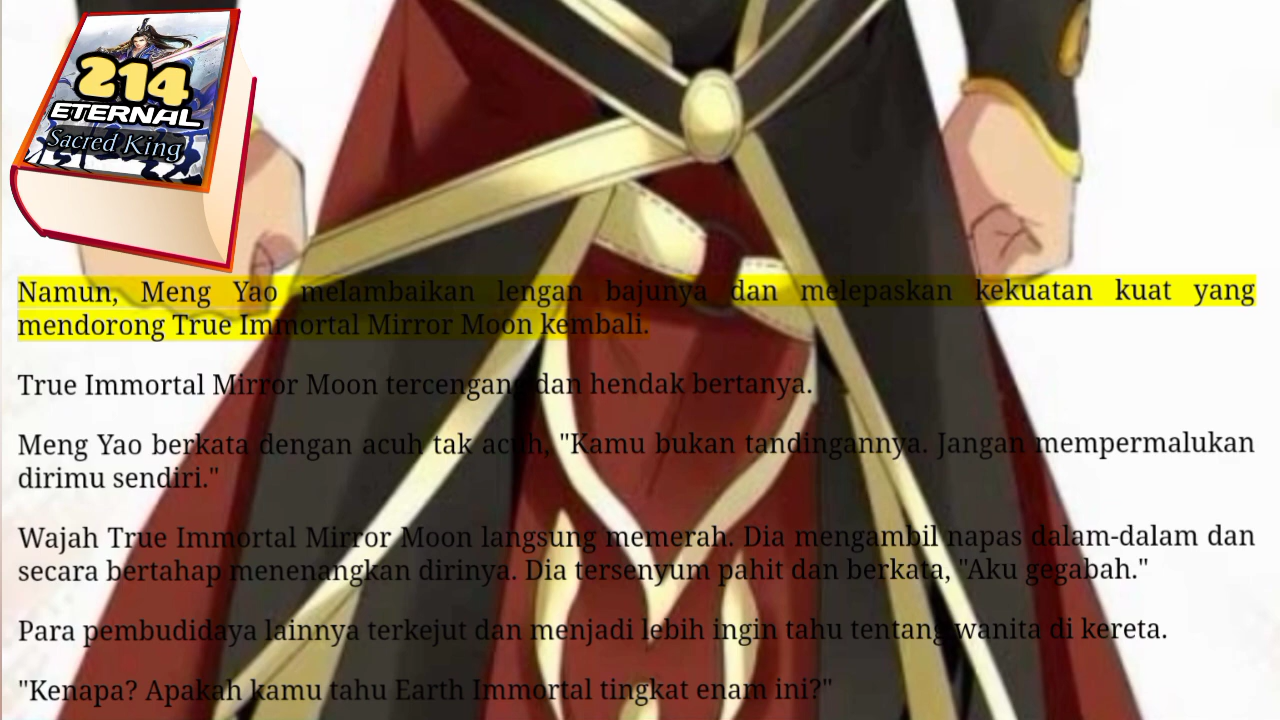 214
ETERNAL
Sacred King
Namun, Meng Yao melambaikan lengan bajunya dan melepaskan kekuatan kuat yang
mendorong True Immortal Mirror Moon kembali.
True Immortal Mirror Moon tercengang dan hendak bertanya.
Meng Yao berkata dengan acuh tak acuh, "Kamu bukan tandingannya. Jangan mempermalukan
dirimu sendiri."
Wajah True Immortal Mirror Moon langsung memerah. Dia mengambil napas dalam-dalam dan
secara bertahap menenangkan dirinya. Dia tersenyum pahit dan berkata, "Aku gegabah."
Para pembudidaya lainnya terkejut dan menjadi lebih ingin tahu tentang wanita di kereta.
"Kenapa? Apakah kamu tahu Earth Immortal tingkat enam ini?"